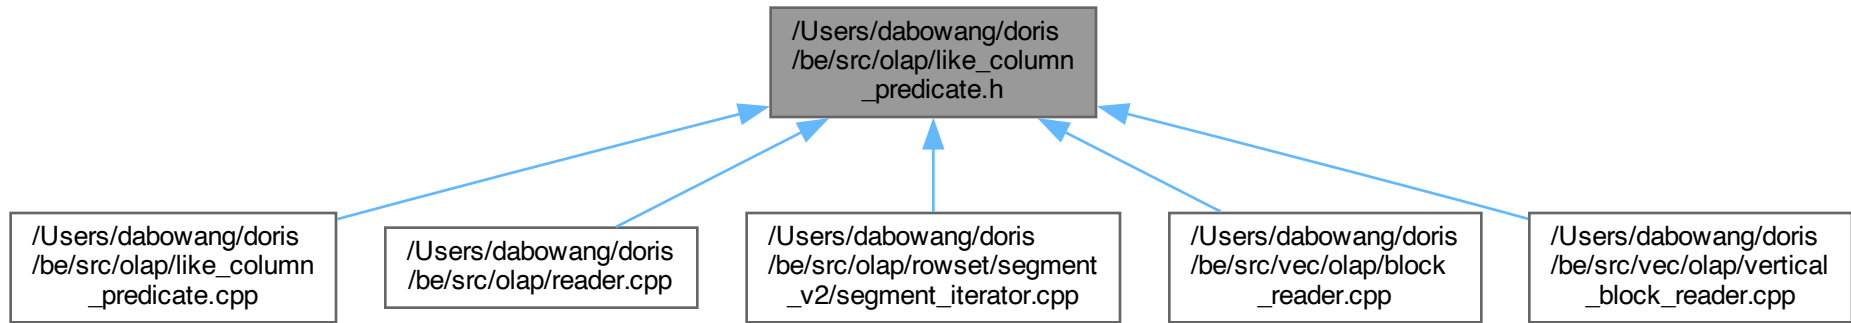 /Users/dabowang/doris
/be/src/olap/like_column
_predicate.h
/Users/dabowang/doris
/be/src/olap/like_column
_predicate.cpp
/Users/dabowang/doris
/be/src/olap/reader.cpp
/Users/dabowang/doris
/be/src/olap/rowset/segment
_v2/segment_iterator.cpp
/Users/dabowang/doris
/be/src/vec/olap/block
_reader.cpp
/Users/dabowang/doris
/be/src/vec/olap/vertical
_block_reader.cpp